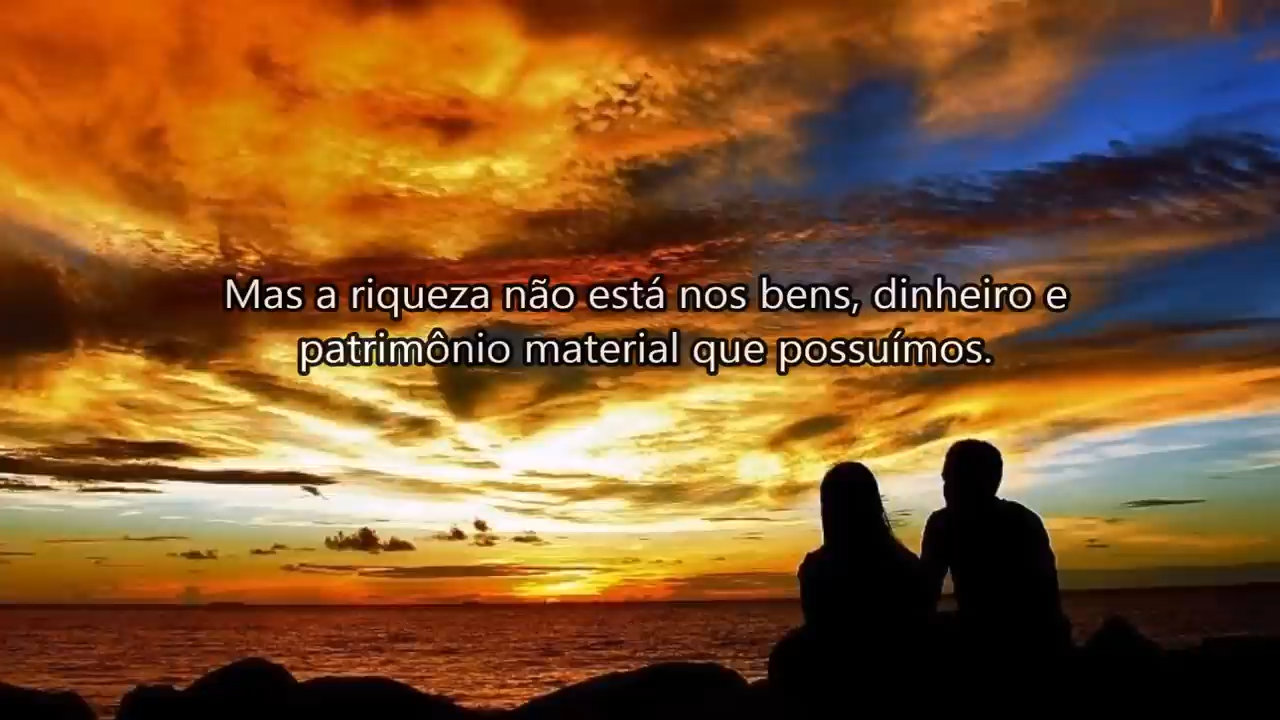 Mas a riqueza não está nos bens, dinheiro e
patrimônio material que possuímos.